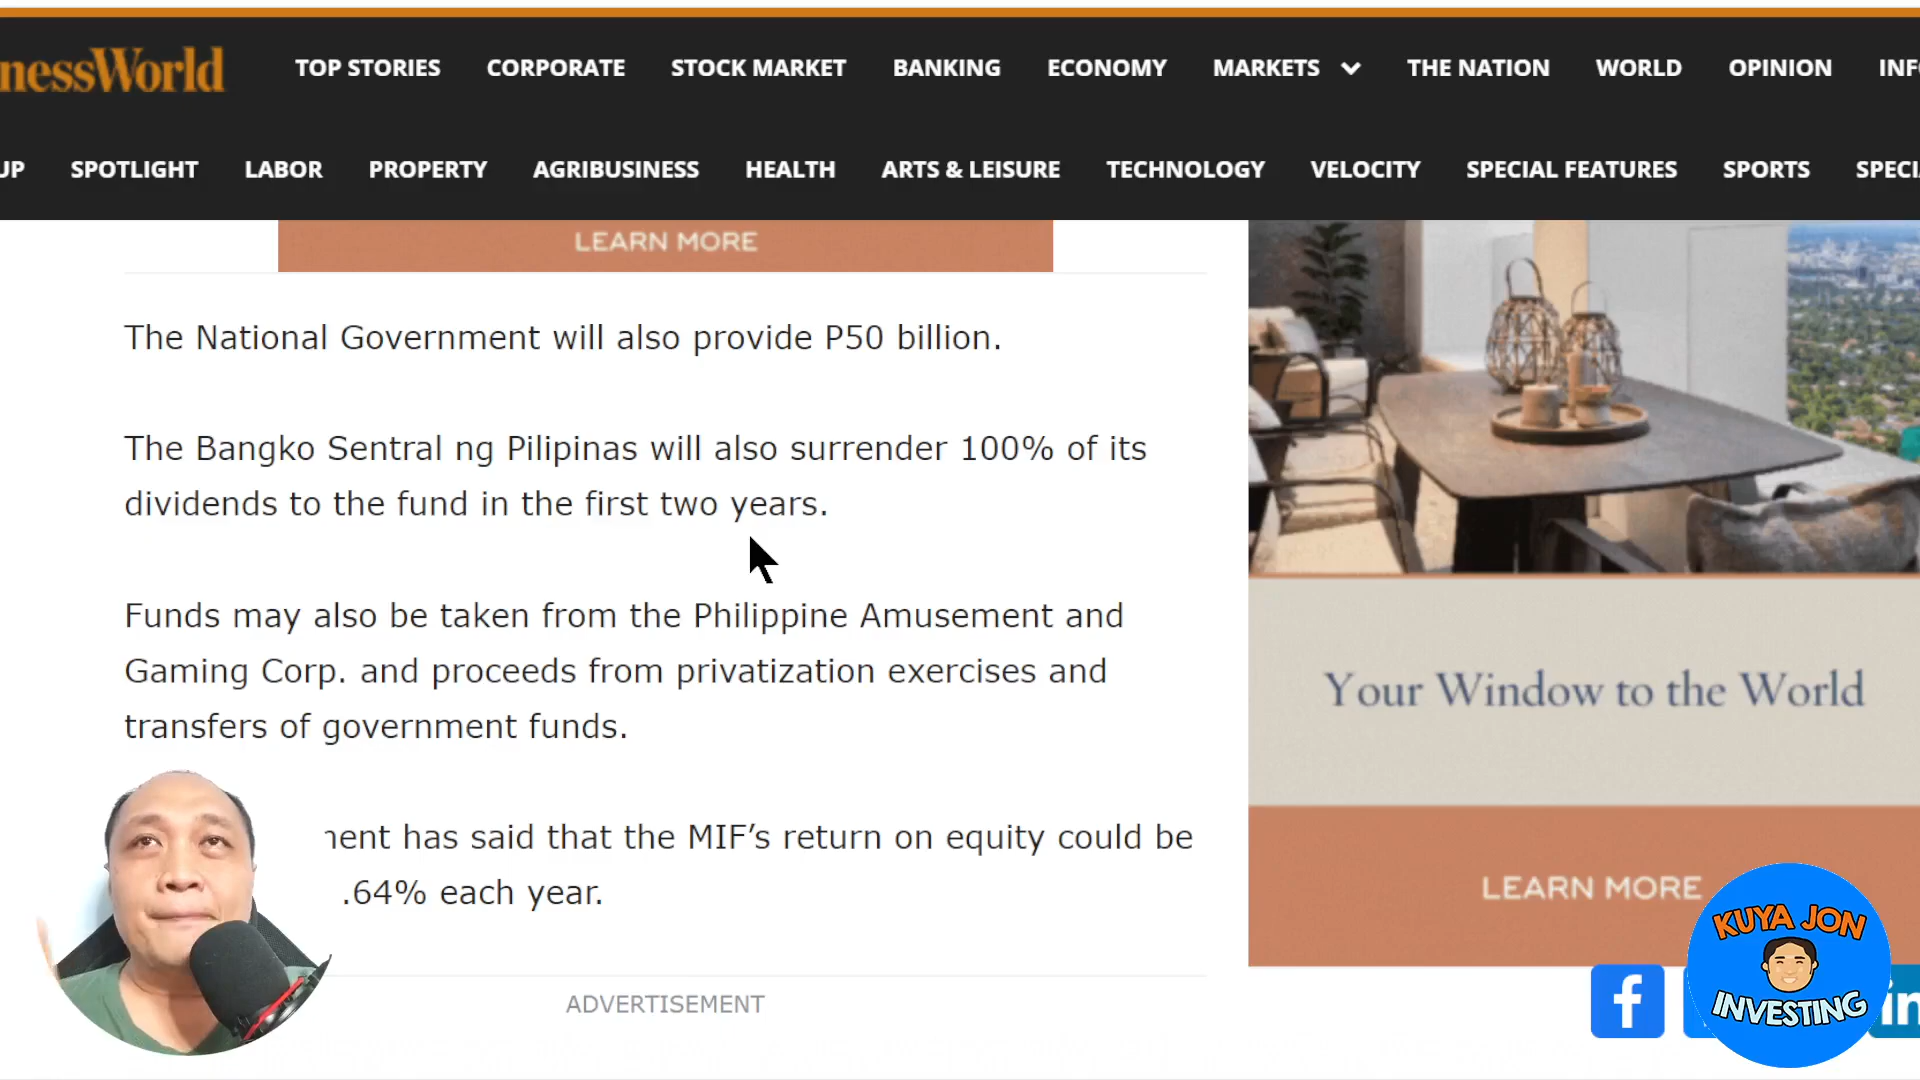 nessWorld
TOP STORIES CORPORATE STOCK MARKET BANKING ECONOMY MARKETS THE NATION WORLD OPINION INF
UP SPOTLIGHT LABOR PROPERTY AGRIBUSINESS HEALTH ARTS & LEISURE TECHNOLOGY VELOCITY SPECIAL FEATURES SPORTS SPECI
LEARN MORE
The National Government will also provide P50 billion.
The Bangko Sentral ng Pilipinas will also surrender 100% of its
dividends to the fund in the first two years.
Funds may also be taken from the Philippine Amusement and
Gaming Corp. and proceeds from privatization exercises and
transfers of government funds.
ment has said that the MIF’s return on equity could be
.64% each year.
ADVERTISEMENT
Your Window to the World
LEARN MORE
KUYA JON
INVESTING
f
in